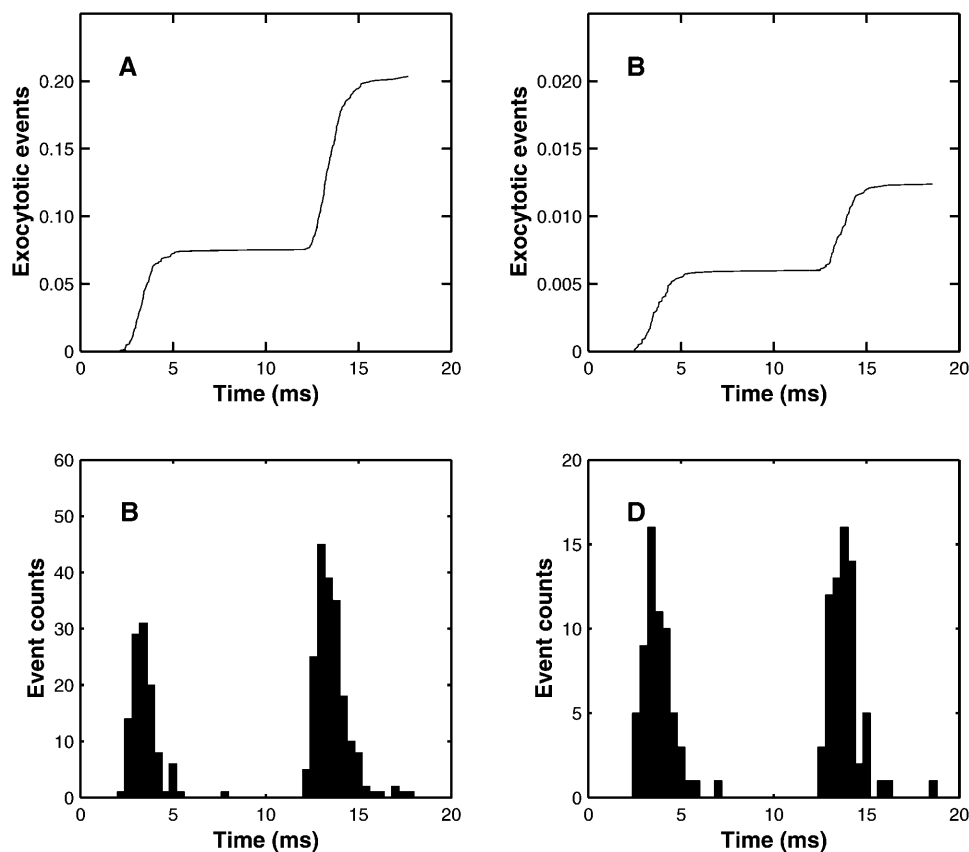 A
Exocytotic events
0.20
0.15
0.10
0.05
0
0 5 10 15 20
Time (ms)
B
Exocytotic events
0.020
0.015
0.010
0.005
0
0 5 10 15 20
Time (ms)
B
Event counts
60
50
40
30
20
10
0
0 5 10 15 20
Time (ms)
D
Event counts
20
15
10
5
0
0 5 10 15 20
Time (ms)